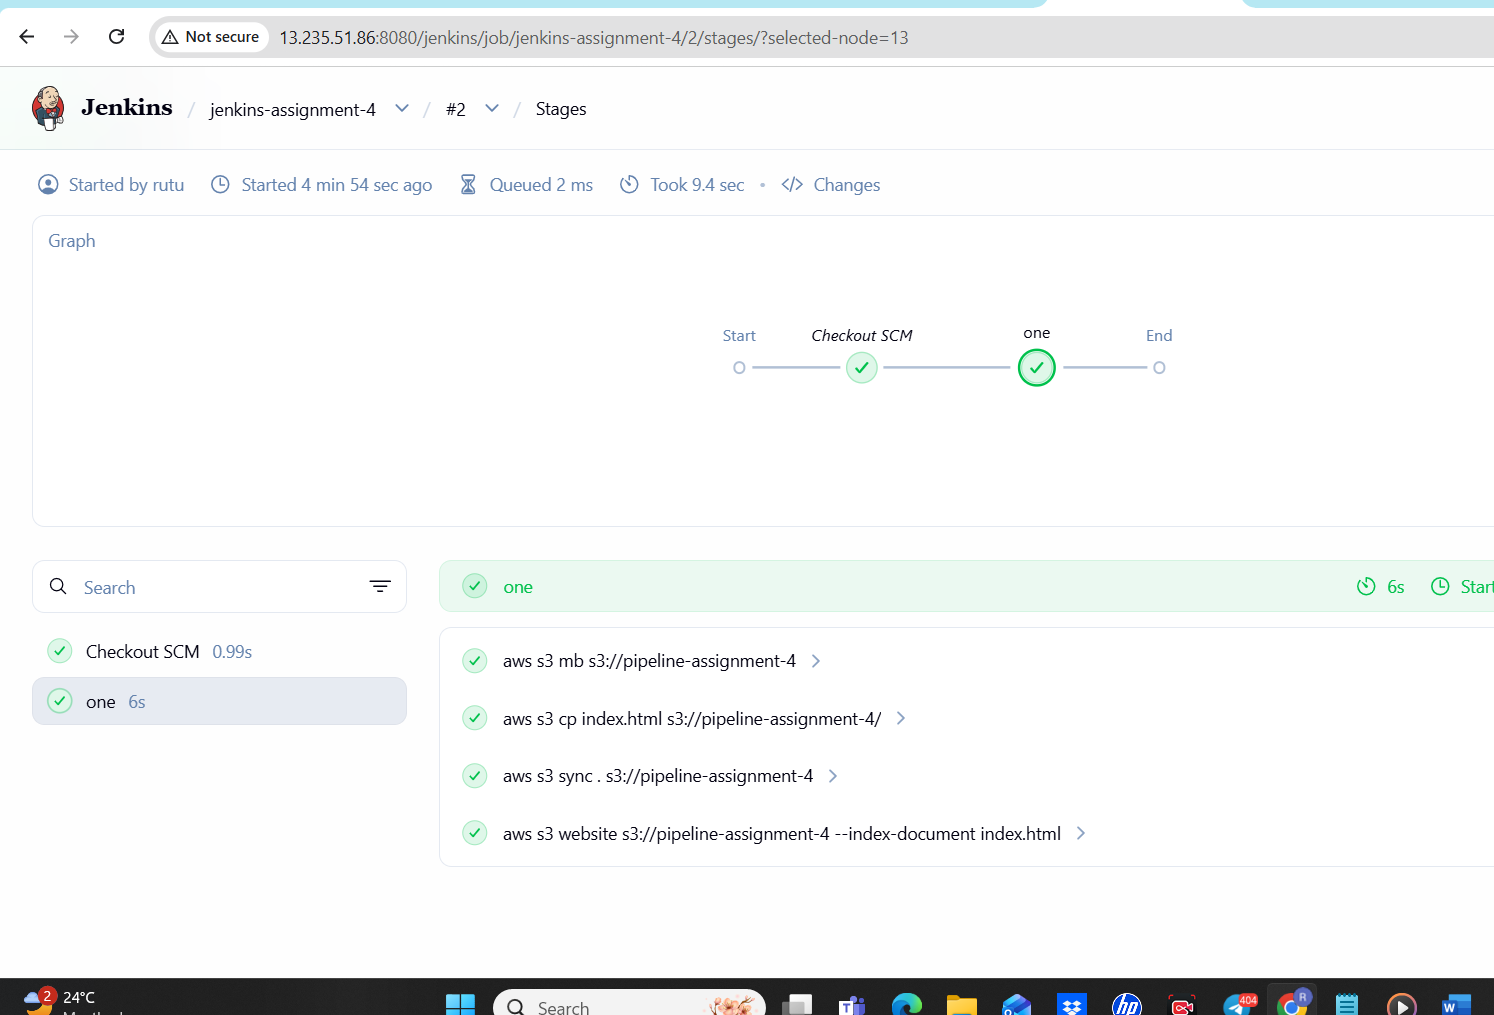 Not secure 13.235.51.86:8080/jenkins/job/jenkins-assignment-4/2/stages/?selected-node=13
Jenkins / jenkins-assignment-4 / #2 / Stages
Started by rutu Started 4 min 54 sec ago Queued 2 ms Took 9.4 sec • </> Changes
Graph
Start Checkout SCM one End
Search
one 6s
Checkout SCM 0.99s
one 6s
aws s3 mb s3://pipeline-assignment-4
aws s3 cp index.html s3://pipeline-assignment-4/
aws s3 sync . s3://pipeline-assignment-4
aws s3 website s3://pipeline-assignment-4 --index-document index.html
2 24°C
Search
404
R